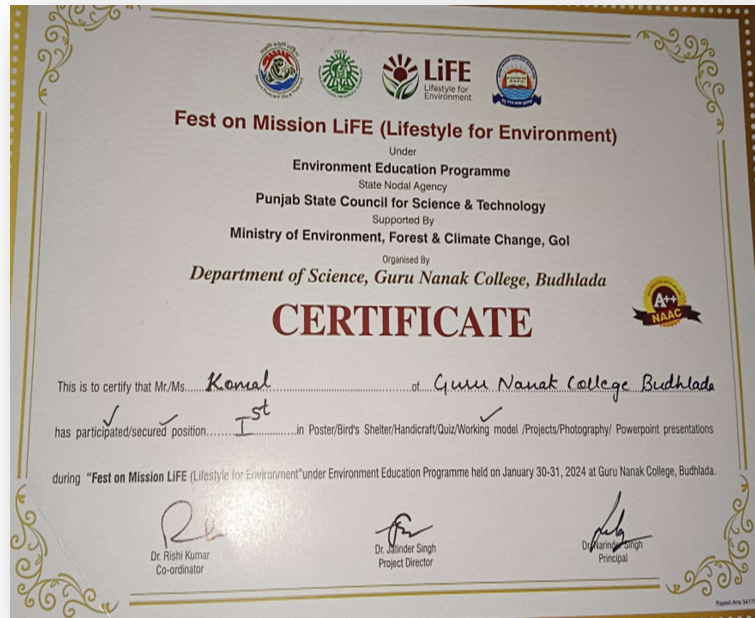 LiFE
Lifestyle for
Environment
Fest on Mission LiFE (Lifestyle for Environment)
Under
Environment Education Programme
State Nodal Agency
Punjab State Council for Science & Technology
Supported By
Ministry of Environment, Forest & Climate Change, GoI
Organised By
Department of Science, Guru Nanak College, Budhlada
A++
NAAC
CERTIFICATE
This is to certify that Mr./Ms.....Komal..........................................of....Guru Nanak College Budhlada
has participated/secured position........Ist............in Poster/Bird's Shelter/Handicraft/Quiz/Working model /Projects/Photography/ Powerpoint presentations
during "Fest on Mission LiFE (Lifestyle for Environment"under Environment Education Programme held on January 30-31, 2024 at Guru Nanak College, Budhlada.
Dr. Rishi Kumar
Co-ordinator
Dr. Jatinder Singh
Project Director
Dr. Narinder Singh
Principal
Rajesh Arts